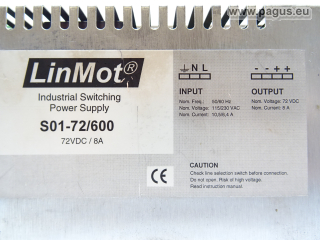 www.pagus.eu
LinMot®
Industrial Switching
Power Supply
S01-72/600
72VDC / 8A
N L
INPUT
Nom. Freq.: 50/60 Hz
Nom. Voltage: 115/230 VAC
Nom. Current: 10,8/6,4 A
- - + +
OUTPUT
Nom. Voltage: 72 VDC
Nom. Current: 8 A
CE
CAUTION
Check line selection switch before connection.
Do not open. Risk of high voltage.
Read instruction manual.